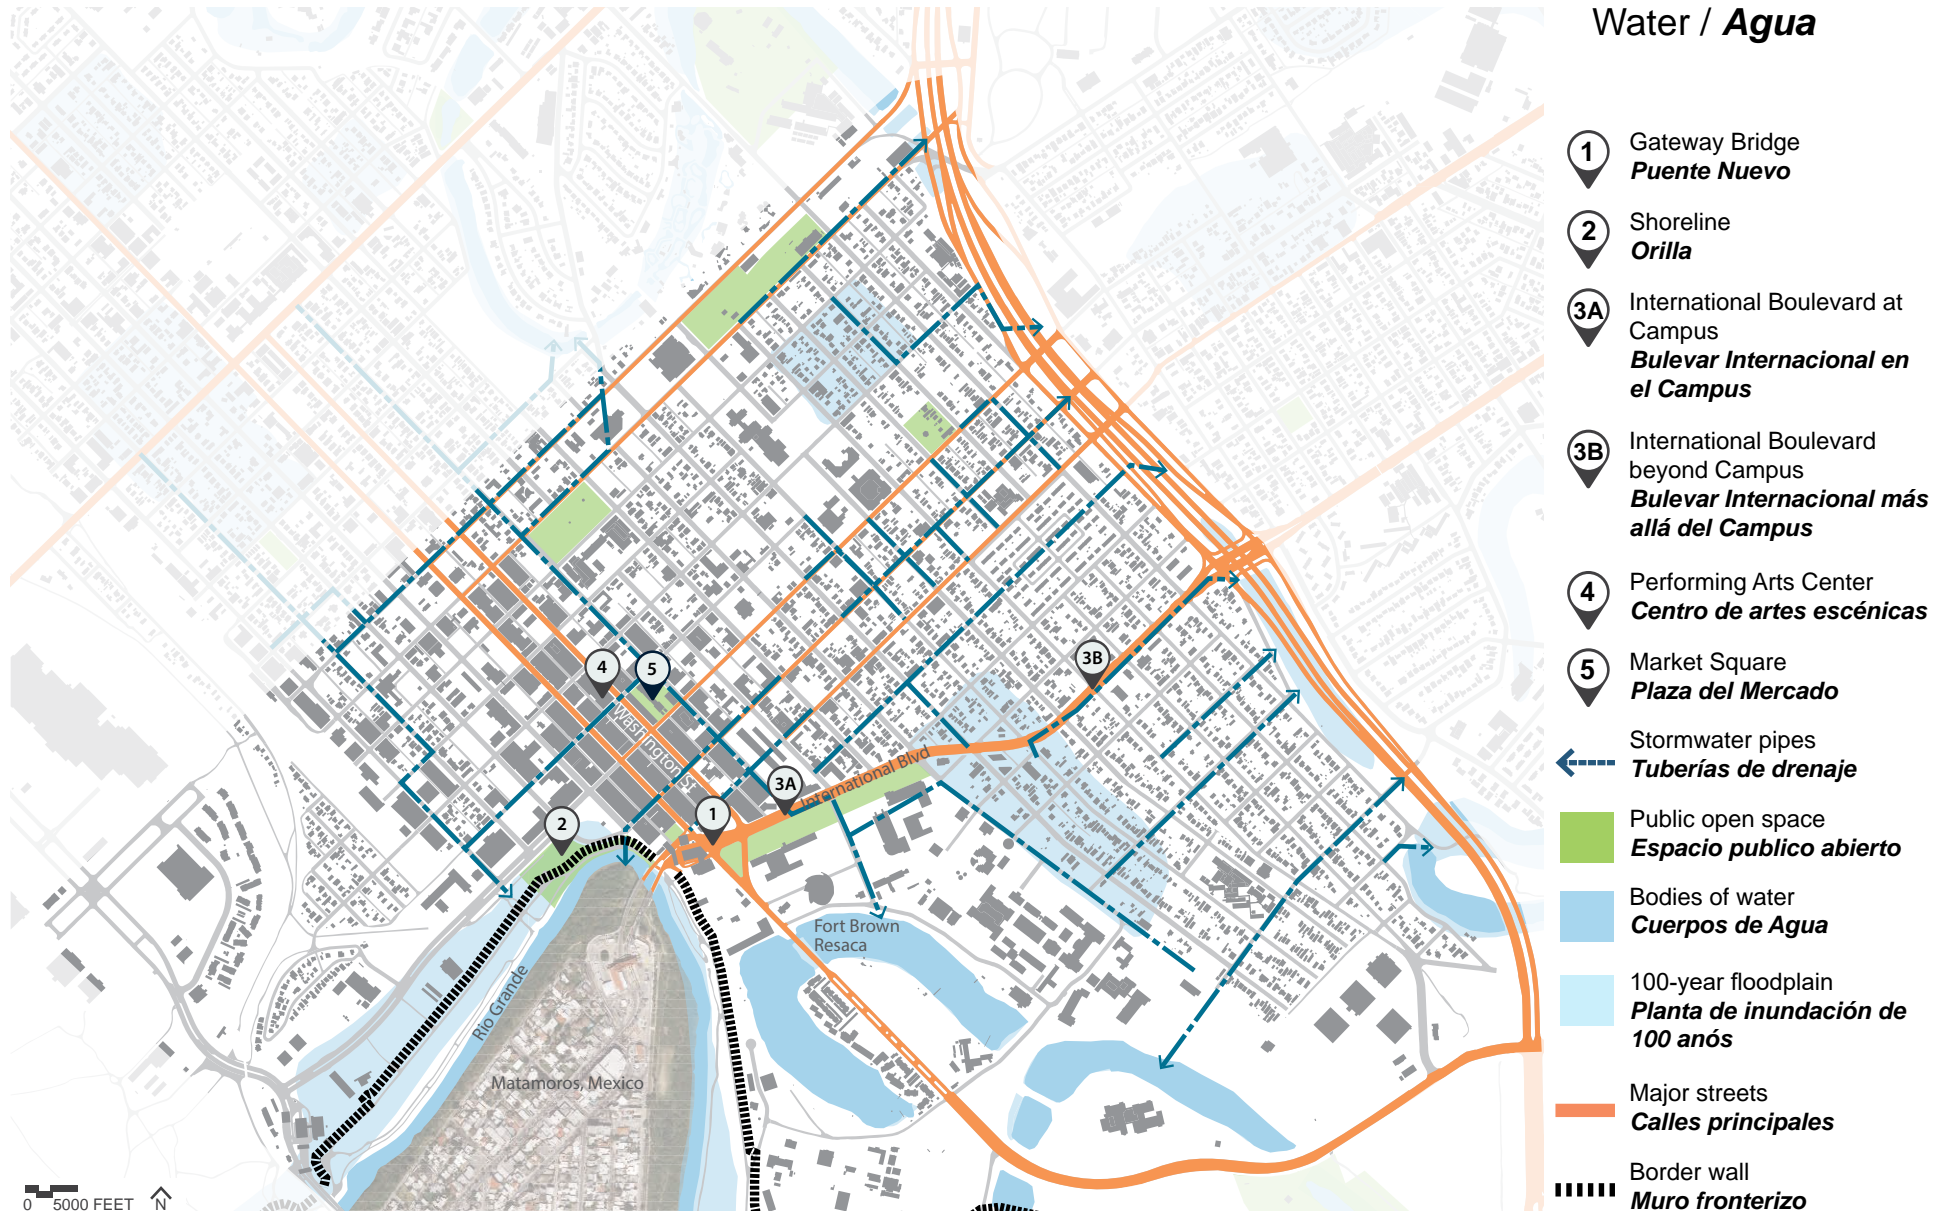 Water / Agua
1
Gateway Bridge
Puente Nuevo
2
Shoreline
Orilla
3A
International Boulevard at
Campus
Bulevar Internacional en
el Campus
3B
International Boulevard
beyond Campus
Bulevar Internacional más
allá del Campus
4
Performing Arts Center
Centro de artes escénicas
5
Market Square
Plaza del Mercado
Stormwater pipes
Tuberías de drenaje
Public open space
Espacio publico abierto
Bodies of water
Cuerpos de Agua
100-year floodplain
Planta de inundación de
100 anós
Major streets
Calles principales
Border wall
Muro fronterizo
4
5
3B
Washington St
International Blvd
3A
1
2
Fort Brown
Resaca
Rio Grande
Matamoros, Mexico
0 5000 FEET N